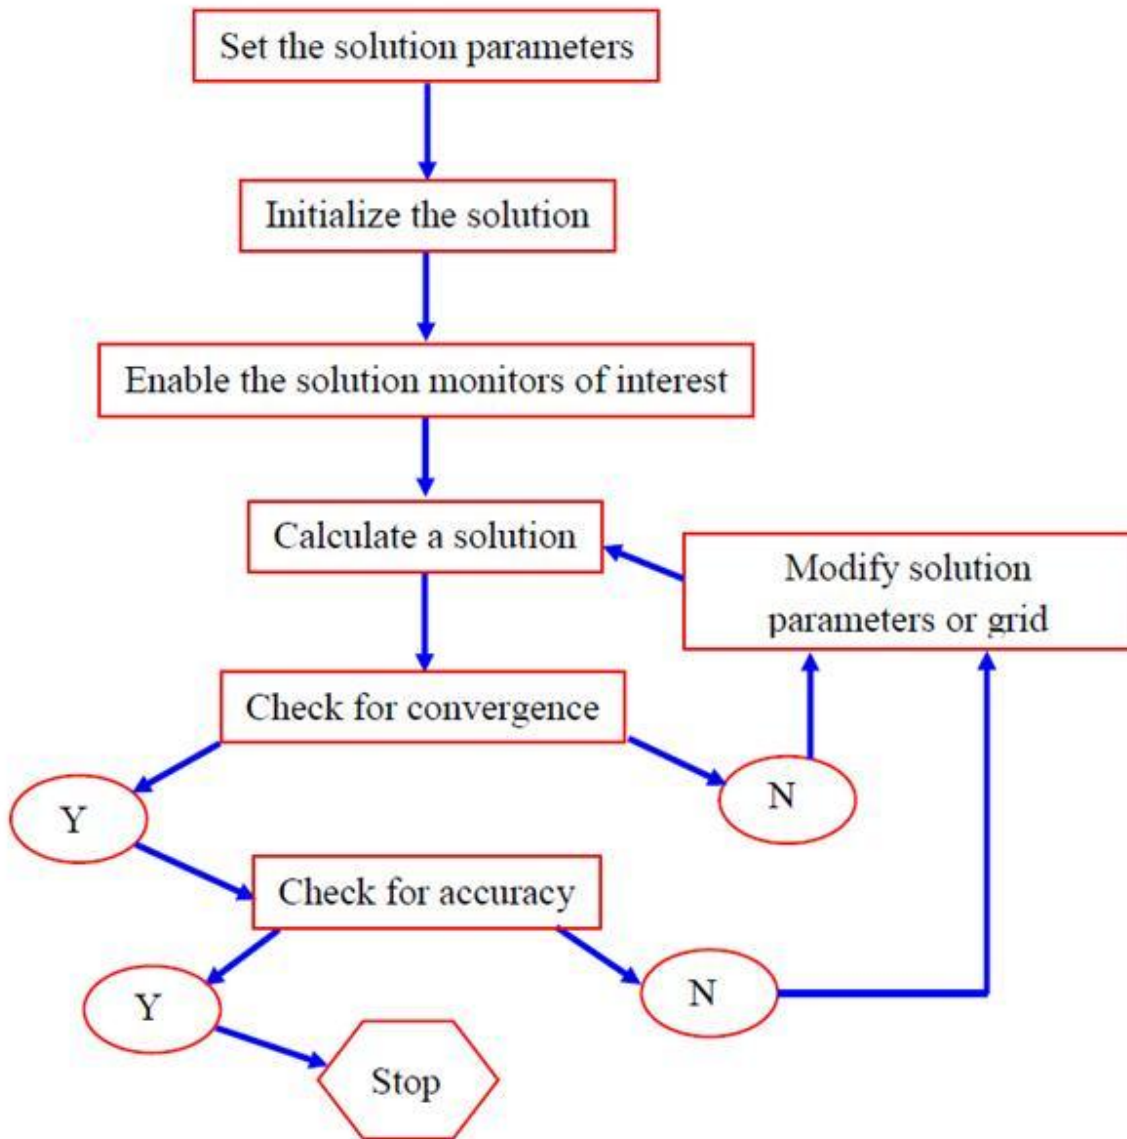 Set the solution parameters
Initialize the solution
Enable the solution monitors of interest
Calculate a solution
Modify solution
parameters or grid
Check for convergence
Y
N
Check for accuracy
Y
N
Stop